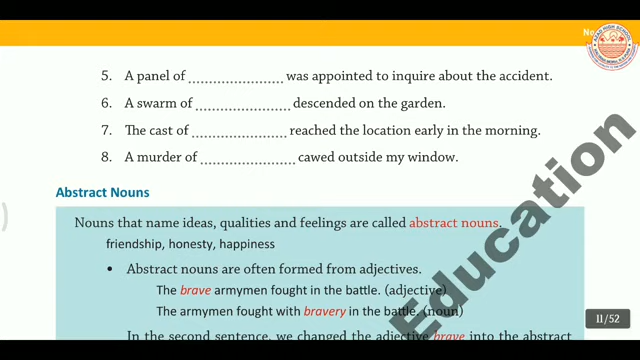 No
5. A panel of ........................ was appointed to inquire about the accident.
6. A swarm of ........................ descended on the garden.
7. The cast of ........................ reached the location early in the morning.
8. A murder of ........................ cawed outside my window.
Abstract Nouns
Nouns that name ideas, qualities and feelings are called abstract nouns.
friendship, honesty, happiness
• Abstract nouns are often formed from adjectives.
The brave armymen fought in the battle. (adjective)
The armymen fought with bravery in the battle. (noun)
In the second sentence, we changed the adjective brave into the abstract
Education
11/52